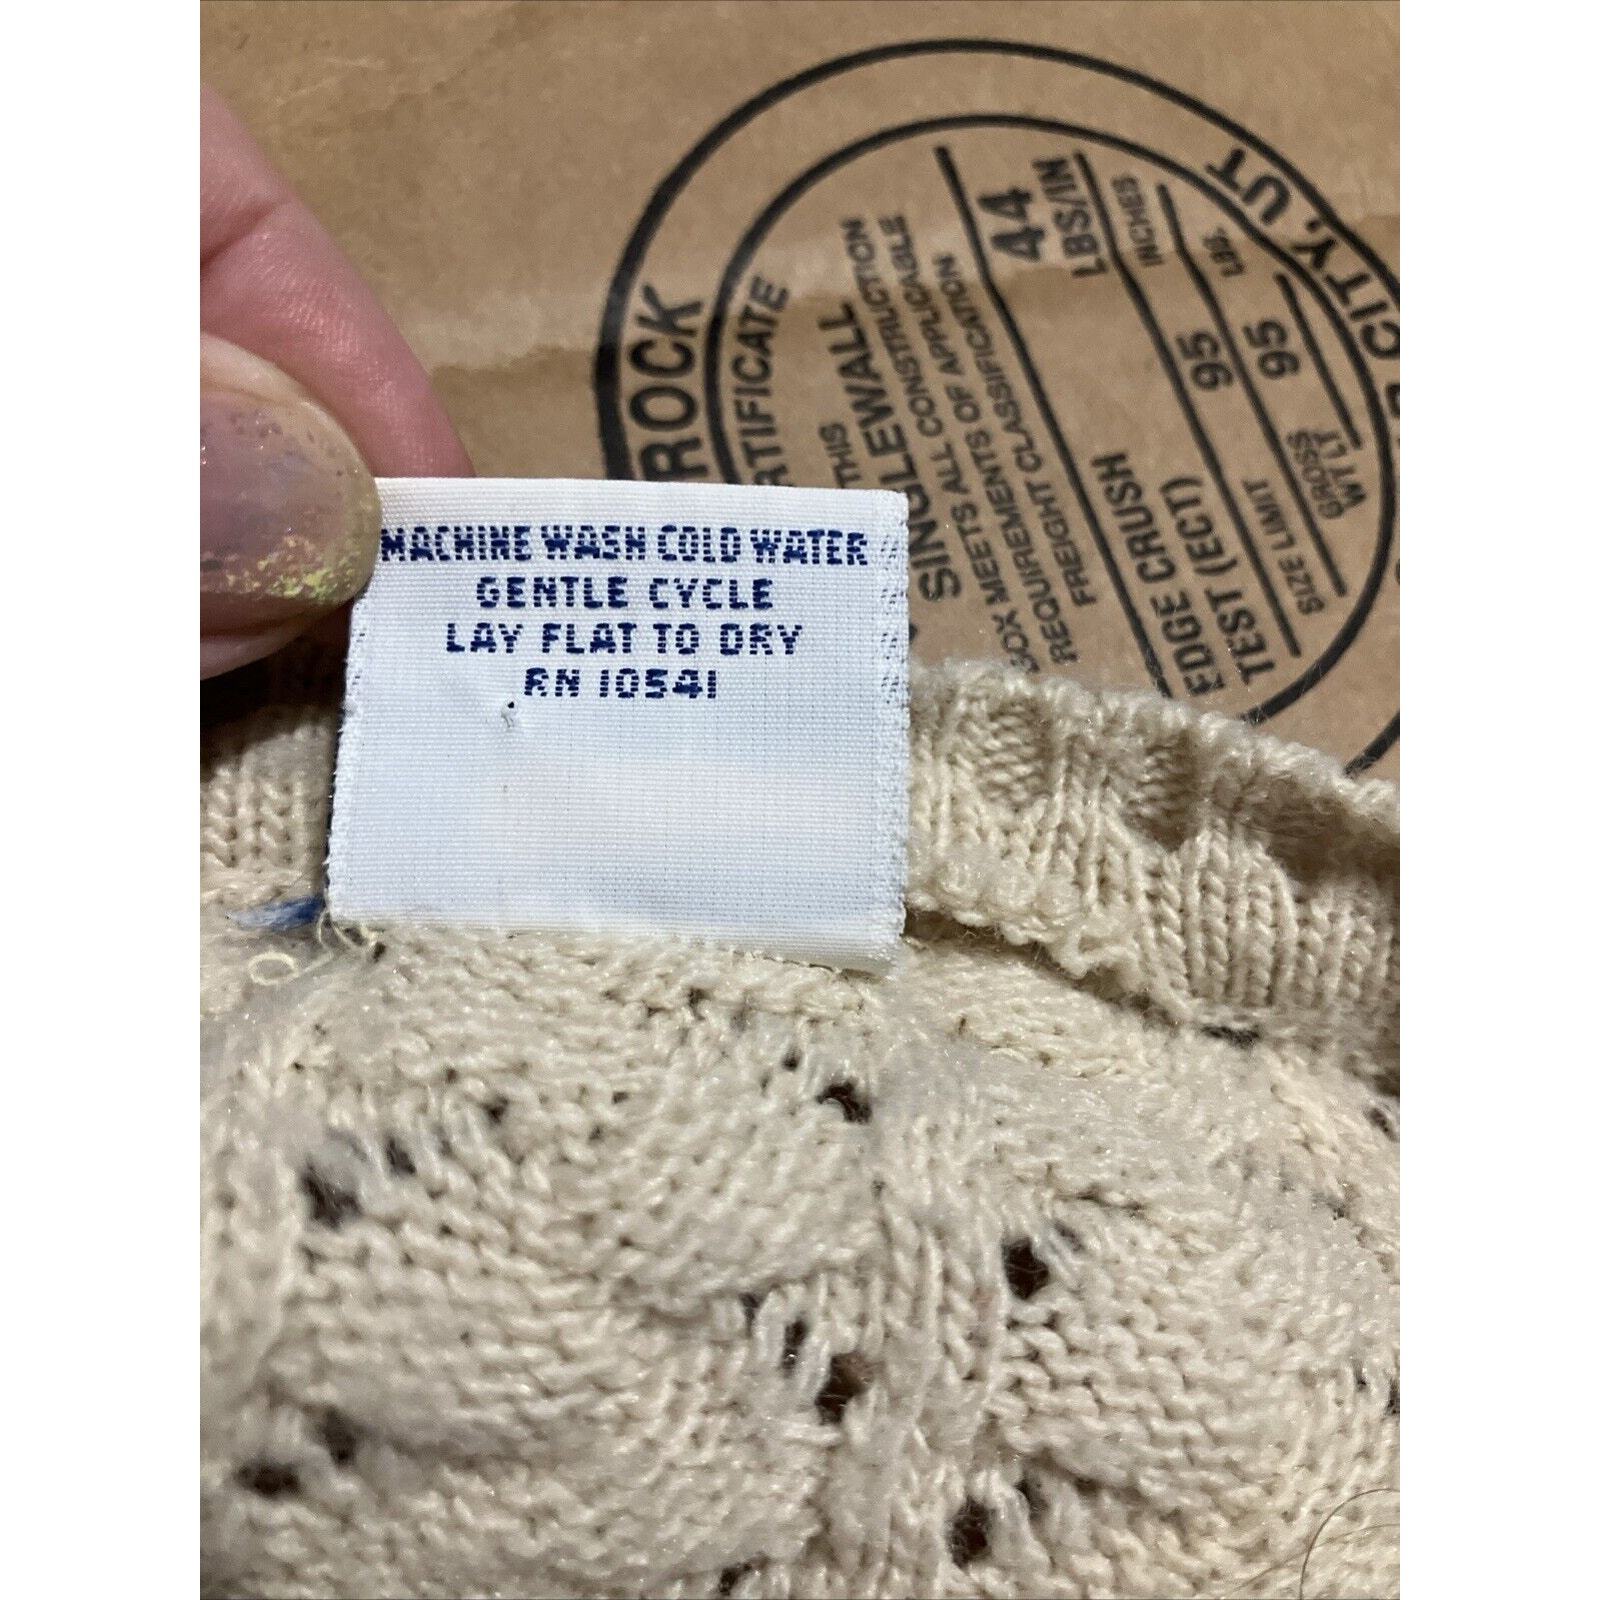 MACHINE WASH COLD WATER
GENTLE CYCLE
LAY FLAT TO DRY
RN 10541
ROCK
CITY, UT
THIS
SINGLEWALL
BOX MEETS ALL CONSTRUCTION
REQUIREMENTS OF APPLICABLE
FREIGHT CLASSIFICATION
EDGE CRUSH
TEST (ECT)
44
LBS/IN
SIZE LIMIT
95
INCHES
GROSS
WT LT
95
LBS.